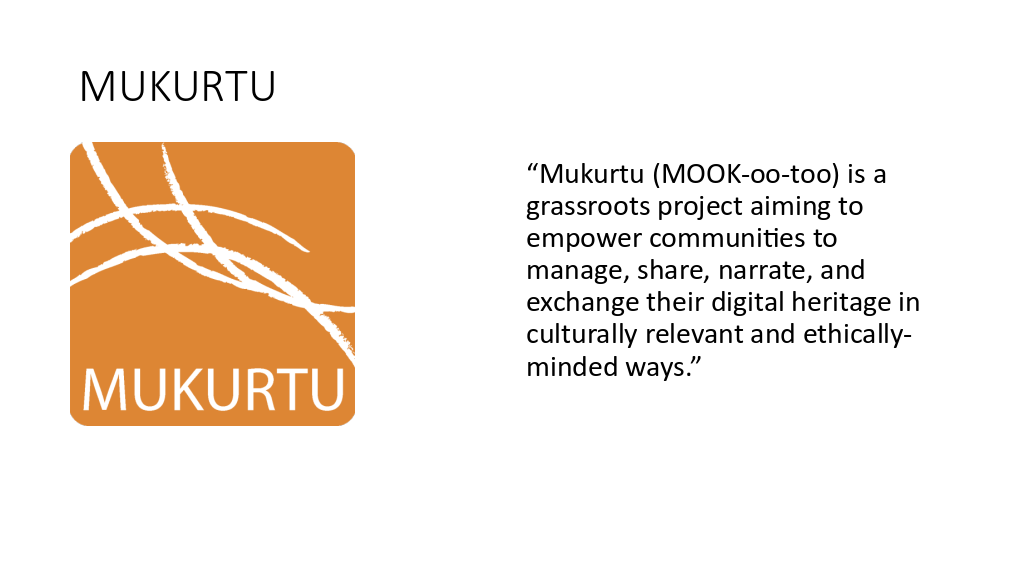 MUKURTU
MUKURTU
“Mukurtu (MOOK-oo-too) is a
grassroots project aiming to
empower communities to
manage, share, narrate, and
exchange their digital heritage in
culturally relevant and ethically-
minded ways.”